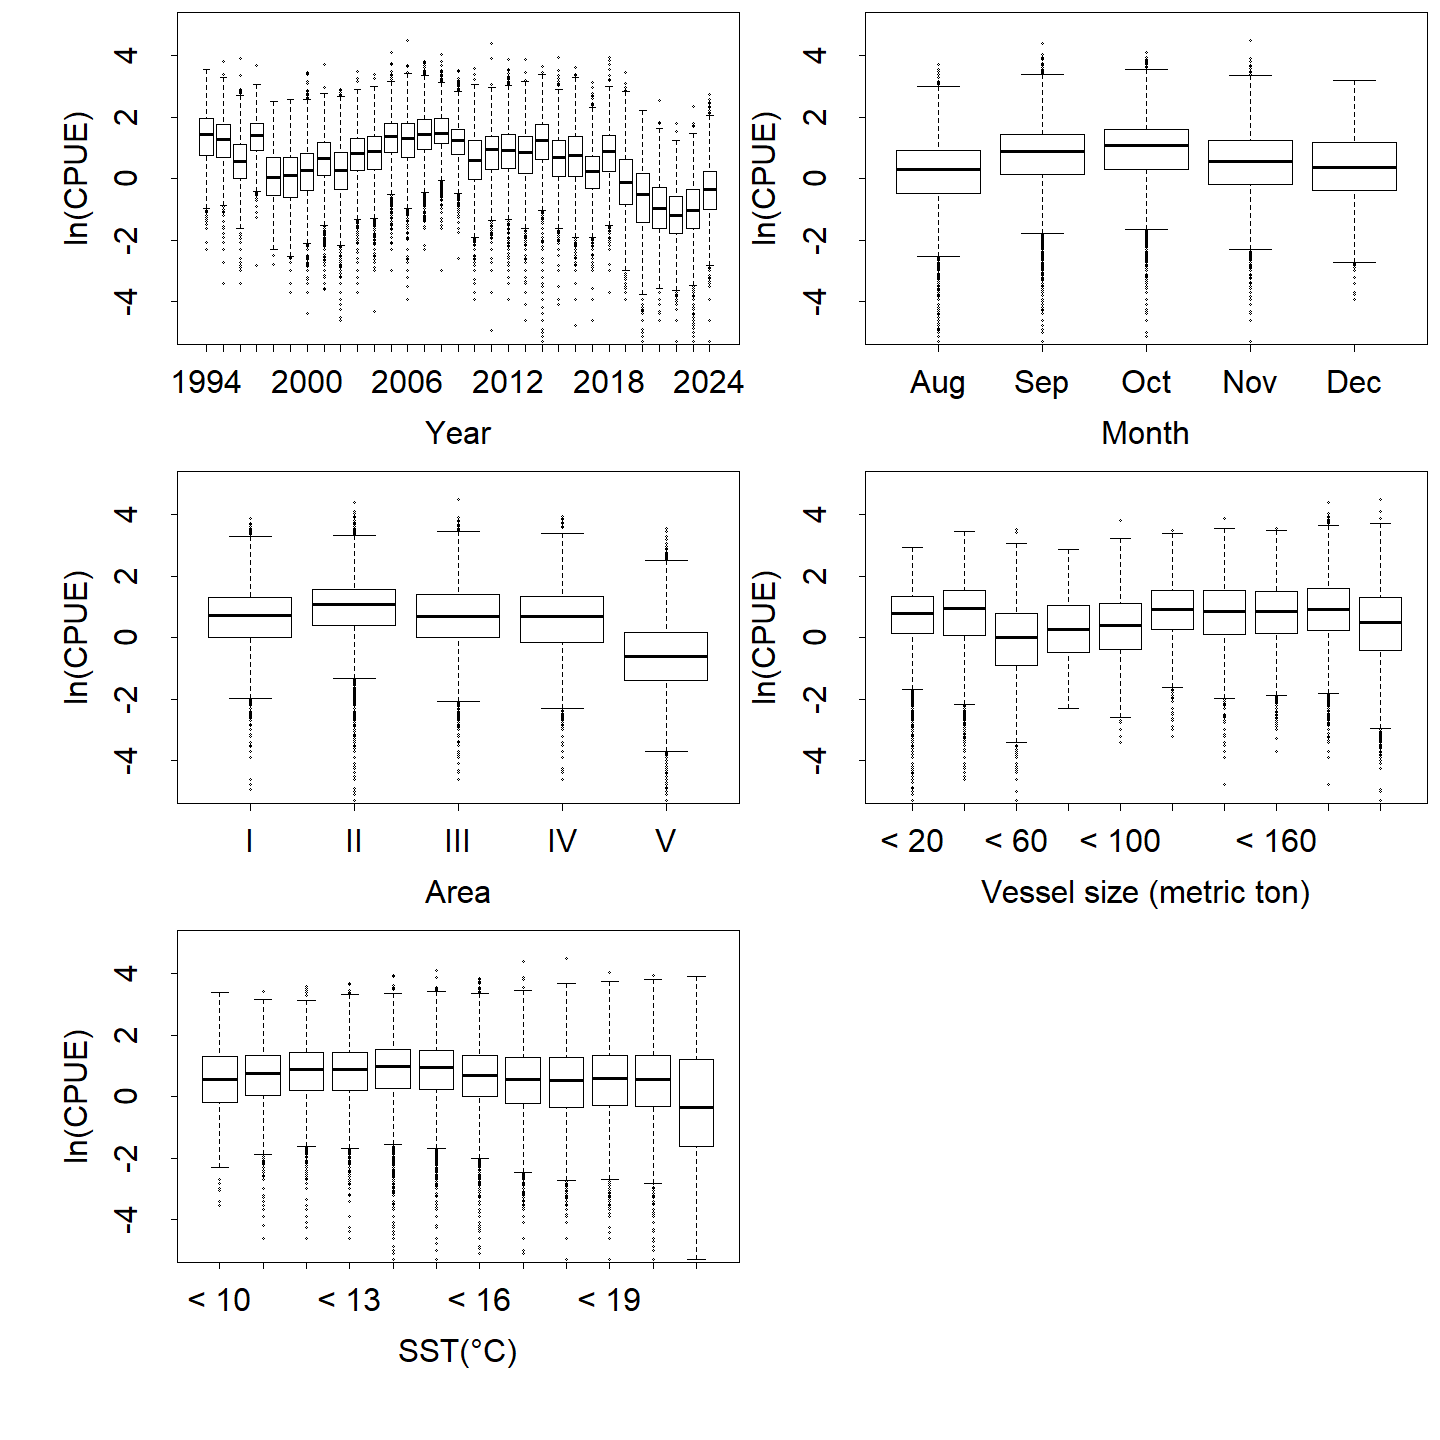 ln(CPUE)
4
2
0
-2
-4
1994 2000 2006 2012 2018 2024
Year
ln(CPUE)
4
2
0
-2
-4
Aug Sep Oct Nov Dec
Month
ln(CPUE)
4
2
0
-2
-4
I II III IV V
Area
ln(CPUE)
4
2
0
-2
-4
< 20 < 60 < 100 < 160
Vessel size (metric ton)
ln(CPUE)
4
2
0
-2
-4
< 10 < 13 < 16 < 19
SST(°C)